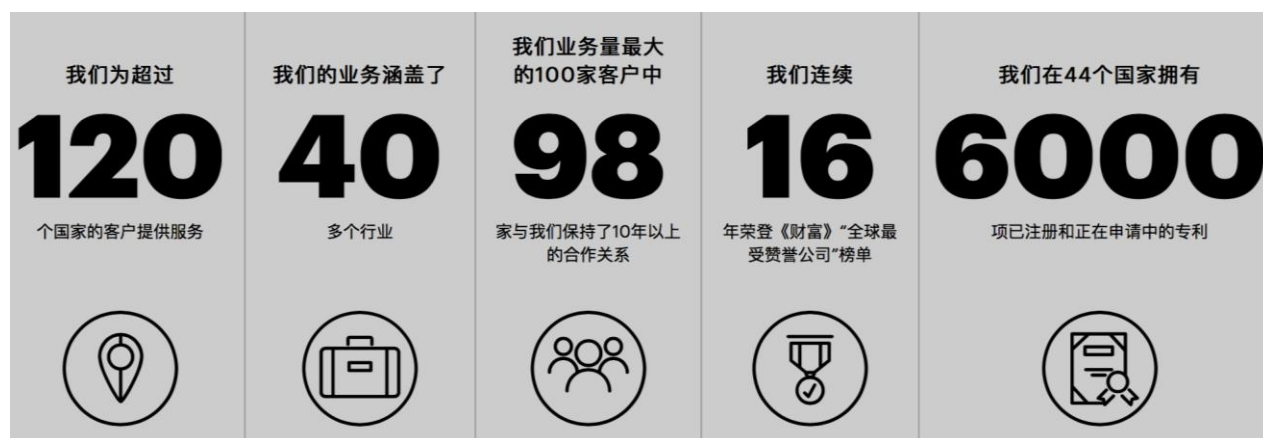 我们为超过
120
个国家的客户提供服务
我们的业务涵盖了
40
多个行业
我们业务量最大
的100家客户中
98
家与我们保持了10年以上
的合作关系
我们连续
16
年荣登《财富》“全球最
受赞誉公司”榜单
我们在44个国家拥有
6000
项已注册和正在申请中的专利